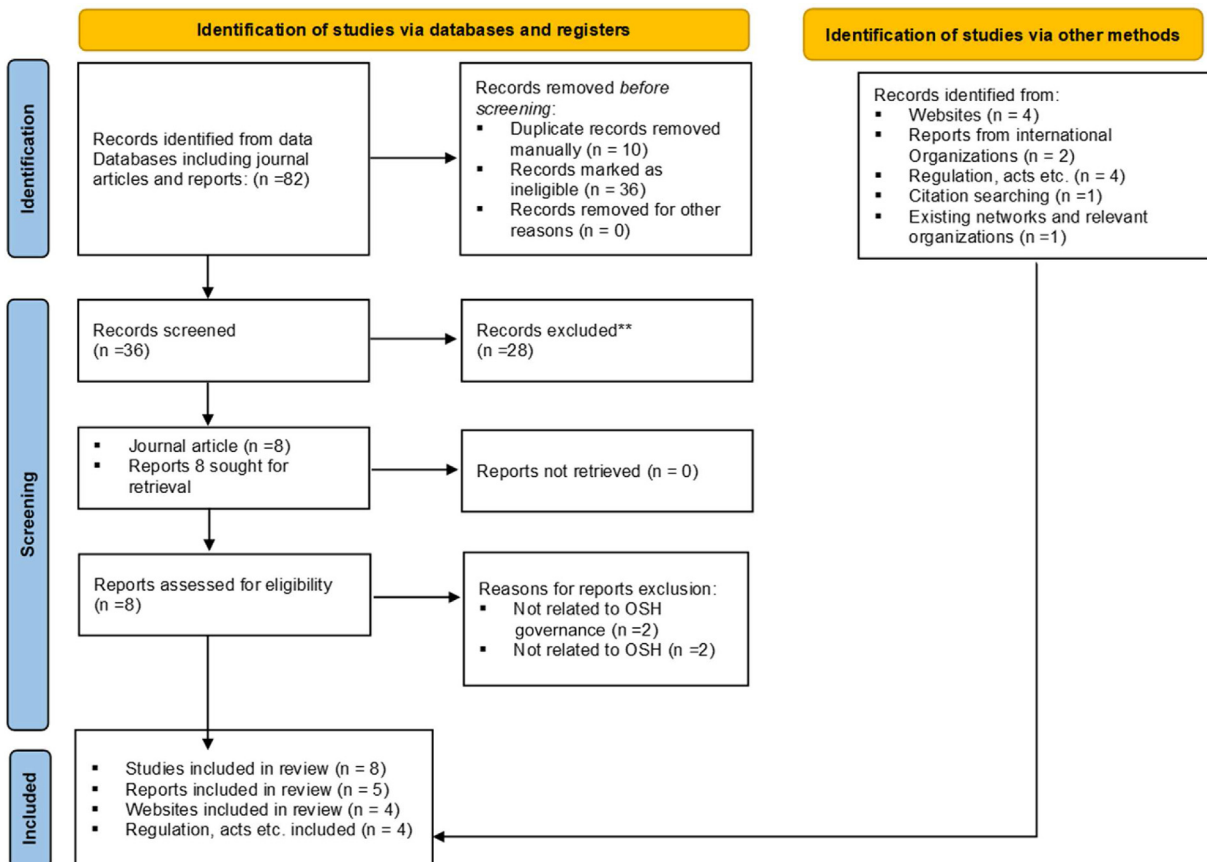 Identification of studies via databases and registers
Identification of studies via other methods
Identification
Records identified from data
Databases including journal
articles and reports: (n =82)
Records removed before
screening:
▪ Duplicate records removed
manually (n = 10)
▪ Records marked as
ineligible (n = 36)
▪ Records removed for other
reasons (n = 0)
Records identified from:
▪ Websites (n = 4)
▪ Reports from international
Organizations (n = 2)
▪ Regulation, acts etc. (n = 4)
▪ Citation searching (n =1)
▪ Existing networks and relevant
organizations (n =1)
Screening
Records screened
(n =36)
Records excluded**
(n =28)
▪ Journal article (n =8)
▪ Reports 8 sought for
retrieval
Reports not retrieved (n = 0)
Reports assessed for eligibility
(n =8)
Reasons for reports exclusion:
▪ Not related to OSH
governance (n =2)
▪ Not related to OSH (n =2)
Included
▪ Studies included in review (n = 8)
▪ Reports included in review (n = 5)
▪ Websites included in review (n = 4)
▪ Regulation, acts etc. included (n = 4)